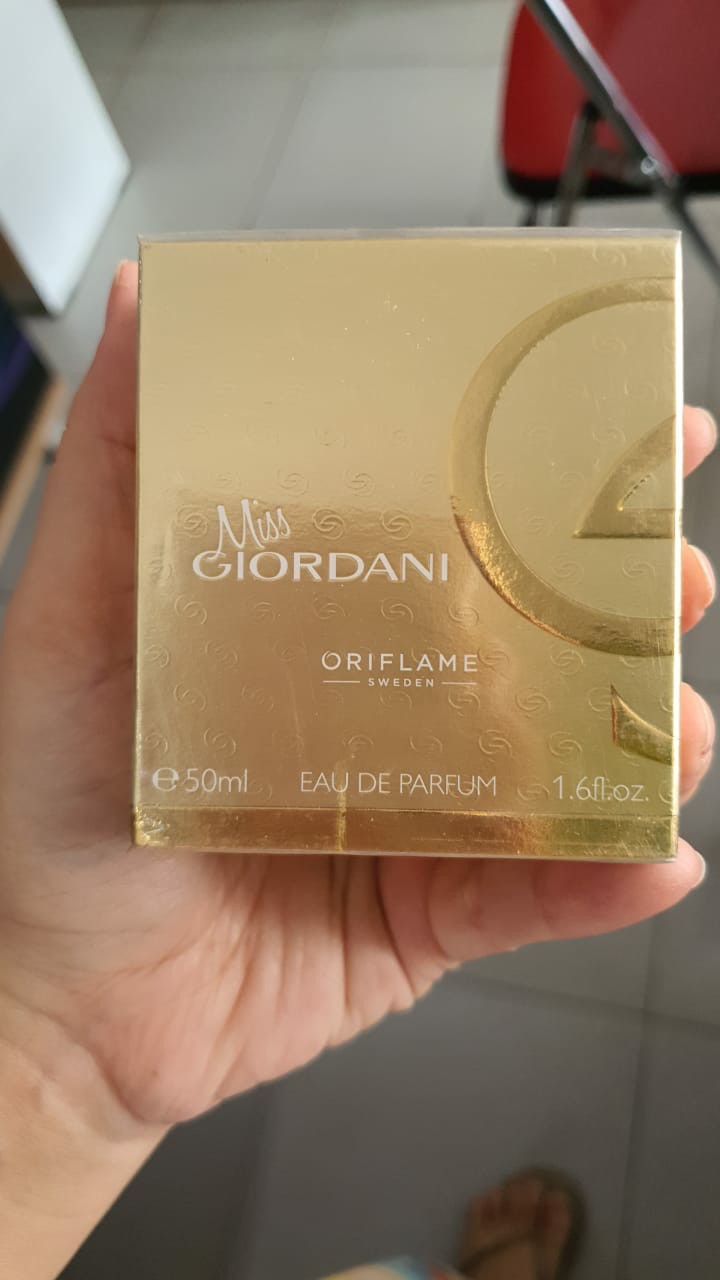 Miss
GIORDANI
ORIFLAME
SWEDEN
℮50ml EAU DE PARFUM 1.6fl.oz.